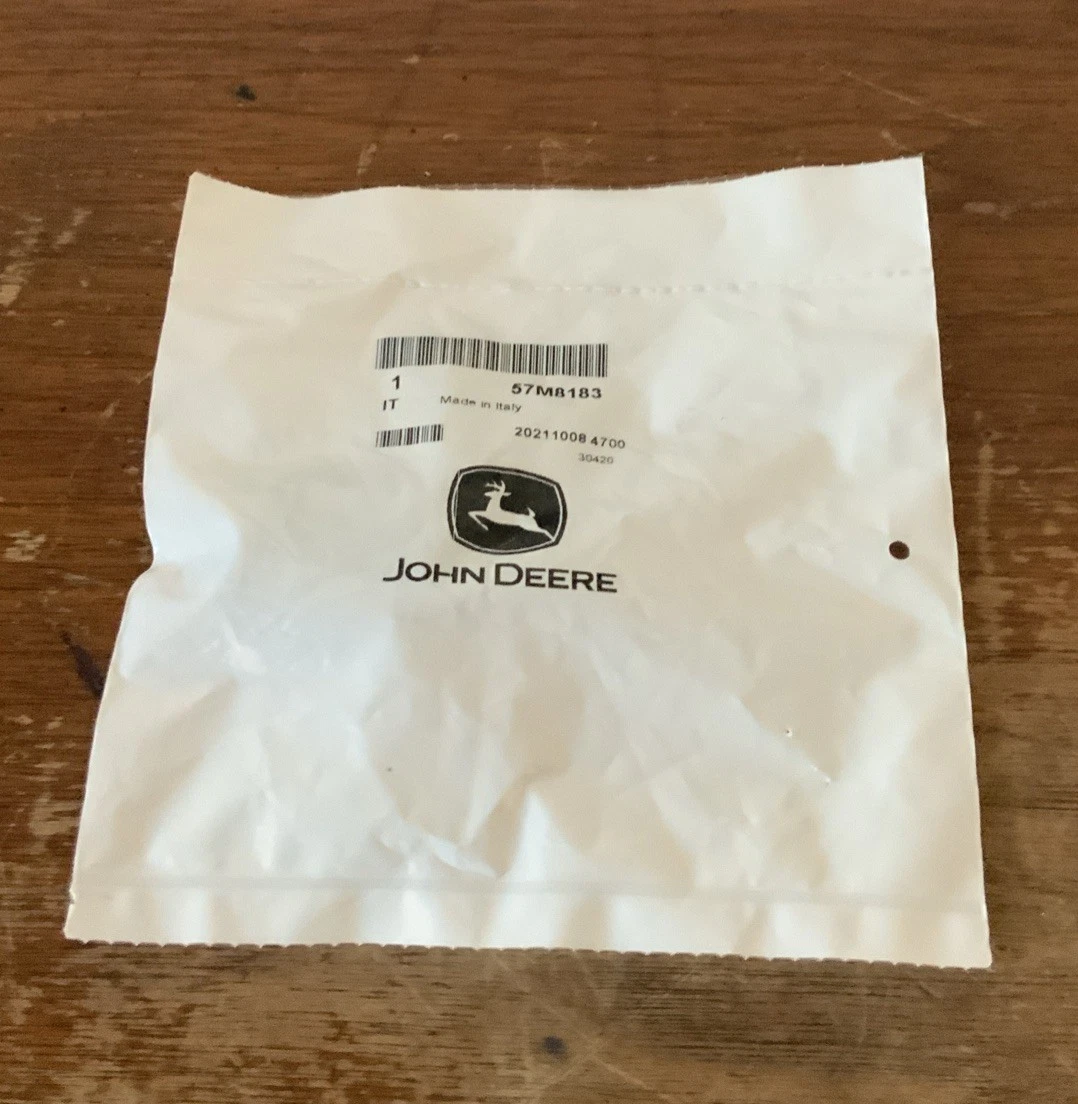 1 57M8183
IT Made in Italy
20211008 4700
30420
JOHN DEERE